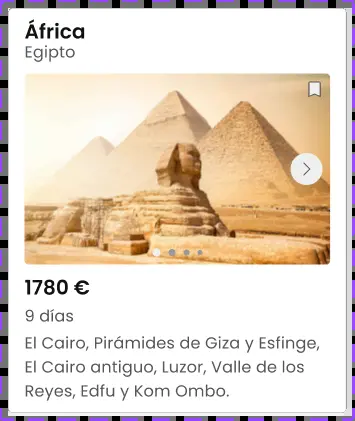 África
Egipto
1780 €
9 días
El Cairo, Pirámides de Giza y Esfinge,
El Cairo antiguo, Luzor, Valle de los
Reyes, Edfu y Kom Ombo.